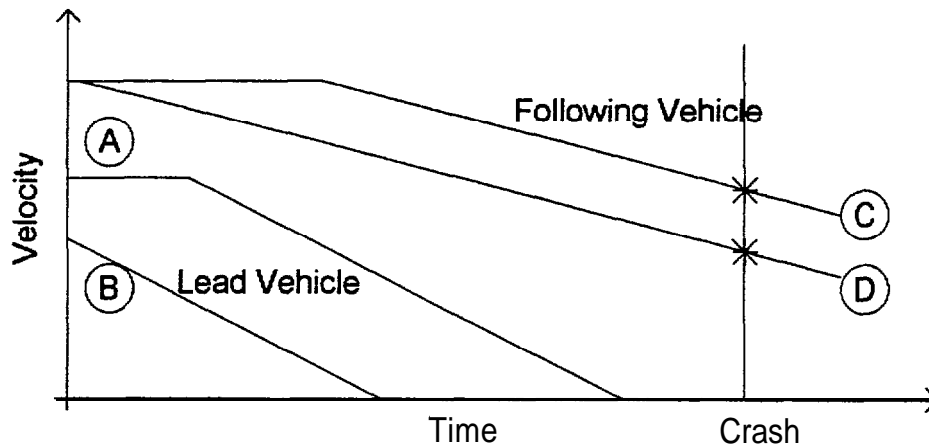 Velocity
A
B
Following Vehicle
Lead Vehicle
C
D
Time
Crash